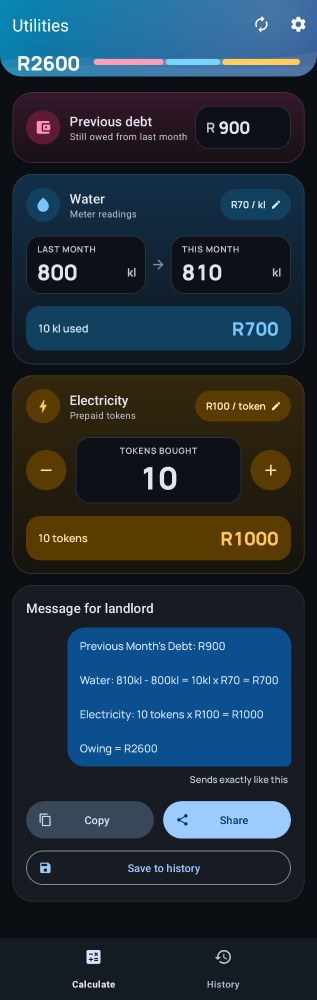 Utilities
R2600
Previous debt
Still owed from last month
R 900
Water
Meter readings
R70 / kl
LAST MONTH
800 kl
THIS MONTH
810 kl
10 kl used
R700
Electricity
Prepaid tokens
R100 / token
TOKENS BOUGHT
10
10 tokens
R1000
Message for landlord
Previous Month's Debt: R900
Water: 810kl - 800kl = 10kl x R70 = R700
Electricity: 10 tokens x R100 = R1000
Owing = R2600
Sends exactly like this
Copy
Share
Save to history
Calculate
History